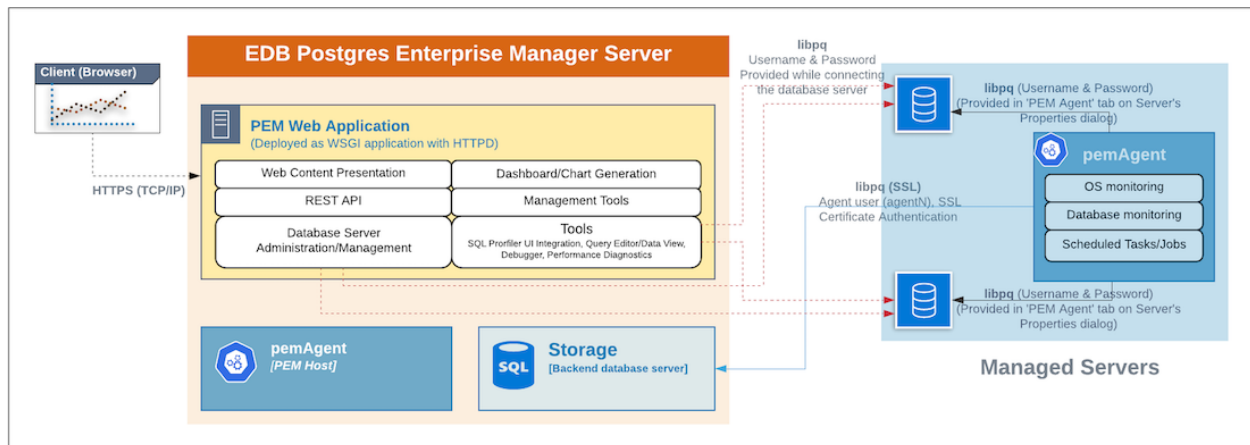 EDB Postgres Enterprise Manager Server
Client (Browser)
HTTPS (TCP/IP)
PEM Web Application
(Deployed as WSGI application with HTTPD)
Web Content Presentation
Dashboard/Chart Generation
REST API
Management Tools
Database Server
Administration/Management
Tools
SQL Prorfiler UI Integration, Query Editor/Data View,
Debugger, Performance Diagnostics
pemAgent
[PEM Host]
SQL
Storage
[Backend database server]
libpq
Username & Password
Provided while connecting
the database server
libpq (SSL)
Agent user (agentN), SSL
Certificate Authentication
libpq (Username & Password)
(Provided in 'PEM Agent' tab on Server's
Properties dialog)
pemAgent
OS monitoring
Database monitoring
Scheduled Tasks/Jobs
libpq (Username & Password)
(Provided in 'PEM Agent' tab on Server's
Properties dialog)
Managed Servers